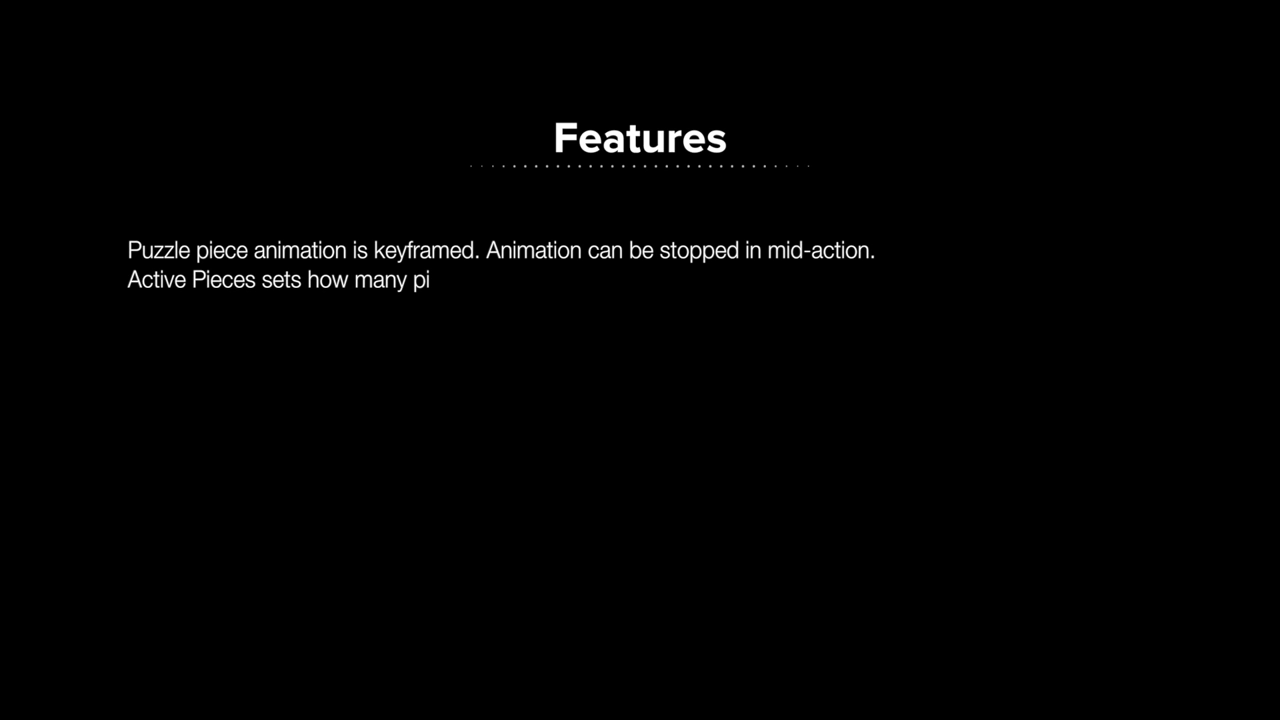 Features
Puzzle piece animation is keyframed. Animation can be stopped in mid-action.
Active Pieces sets how many pi